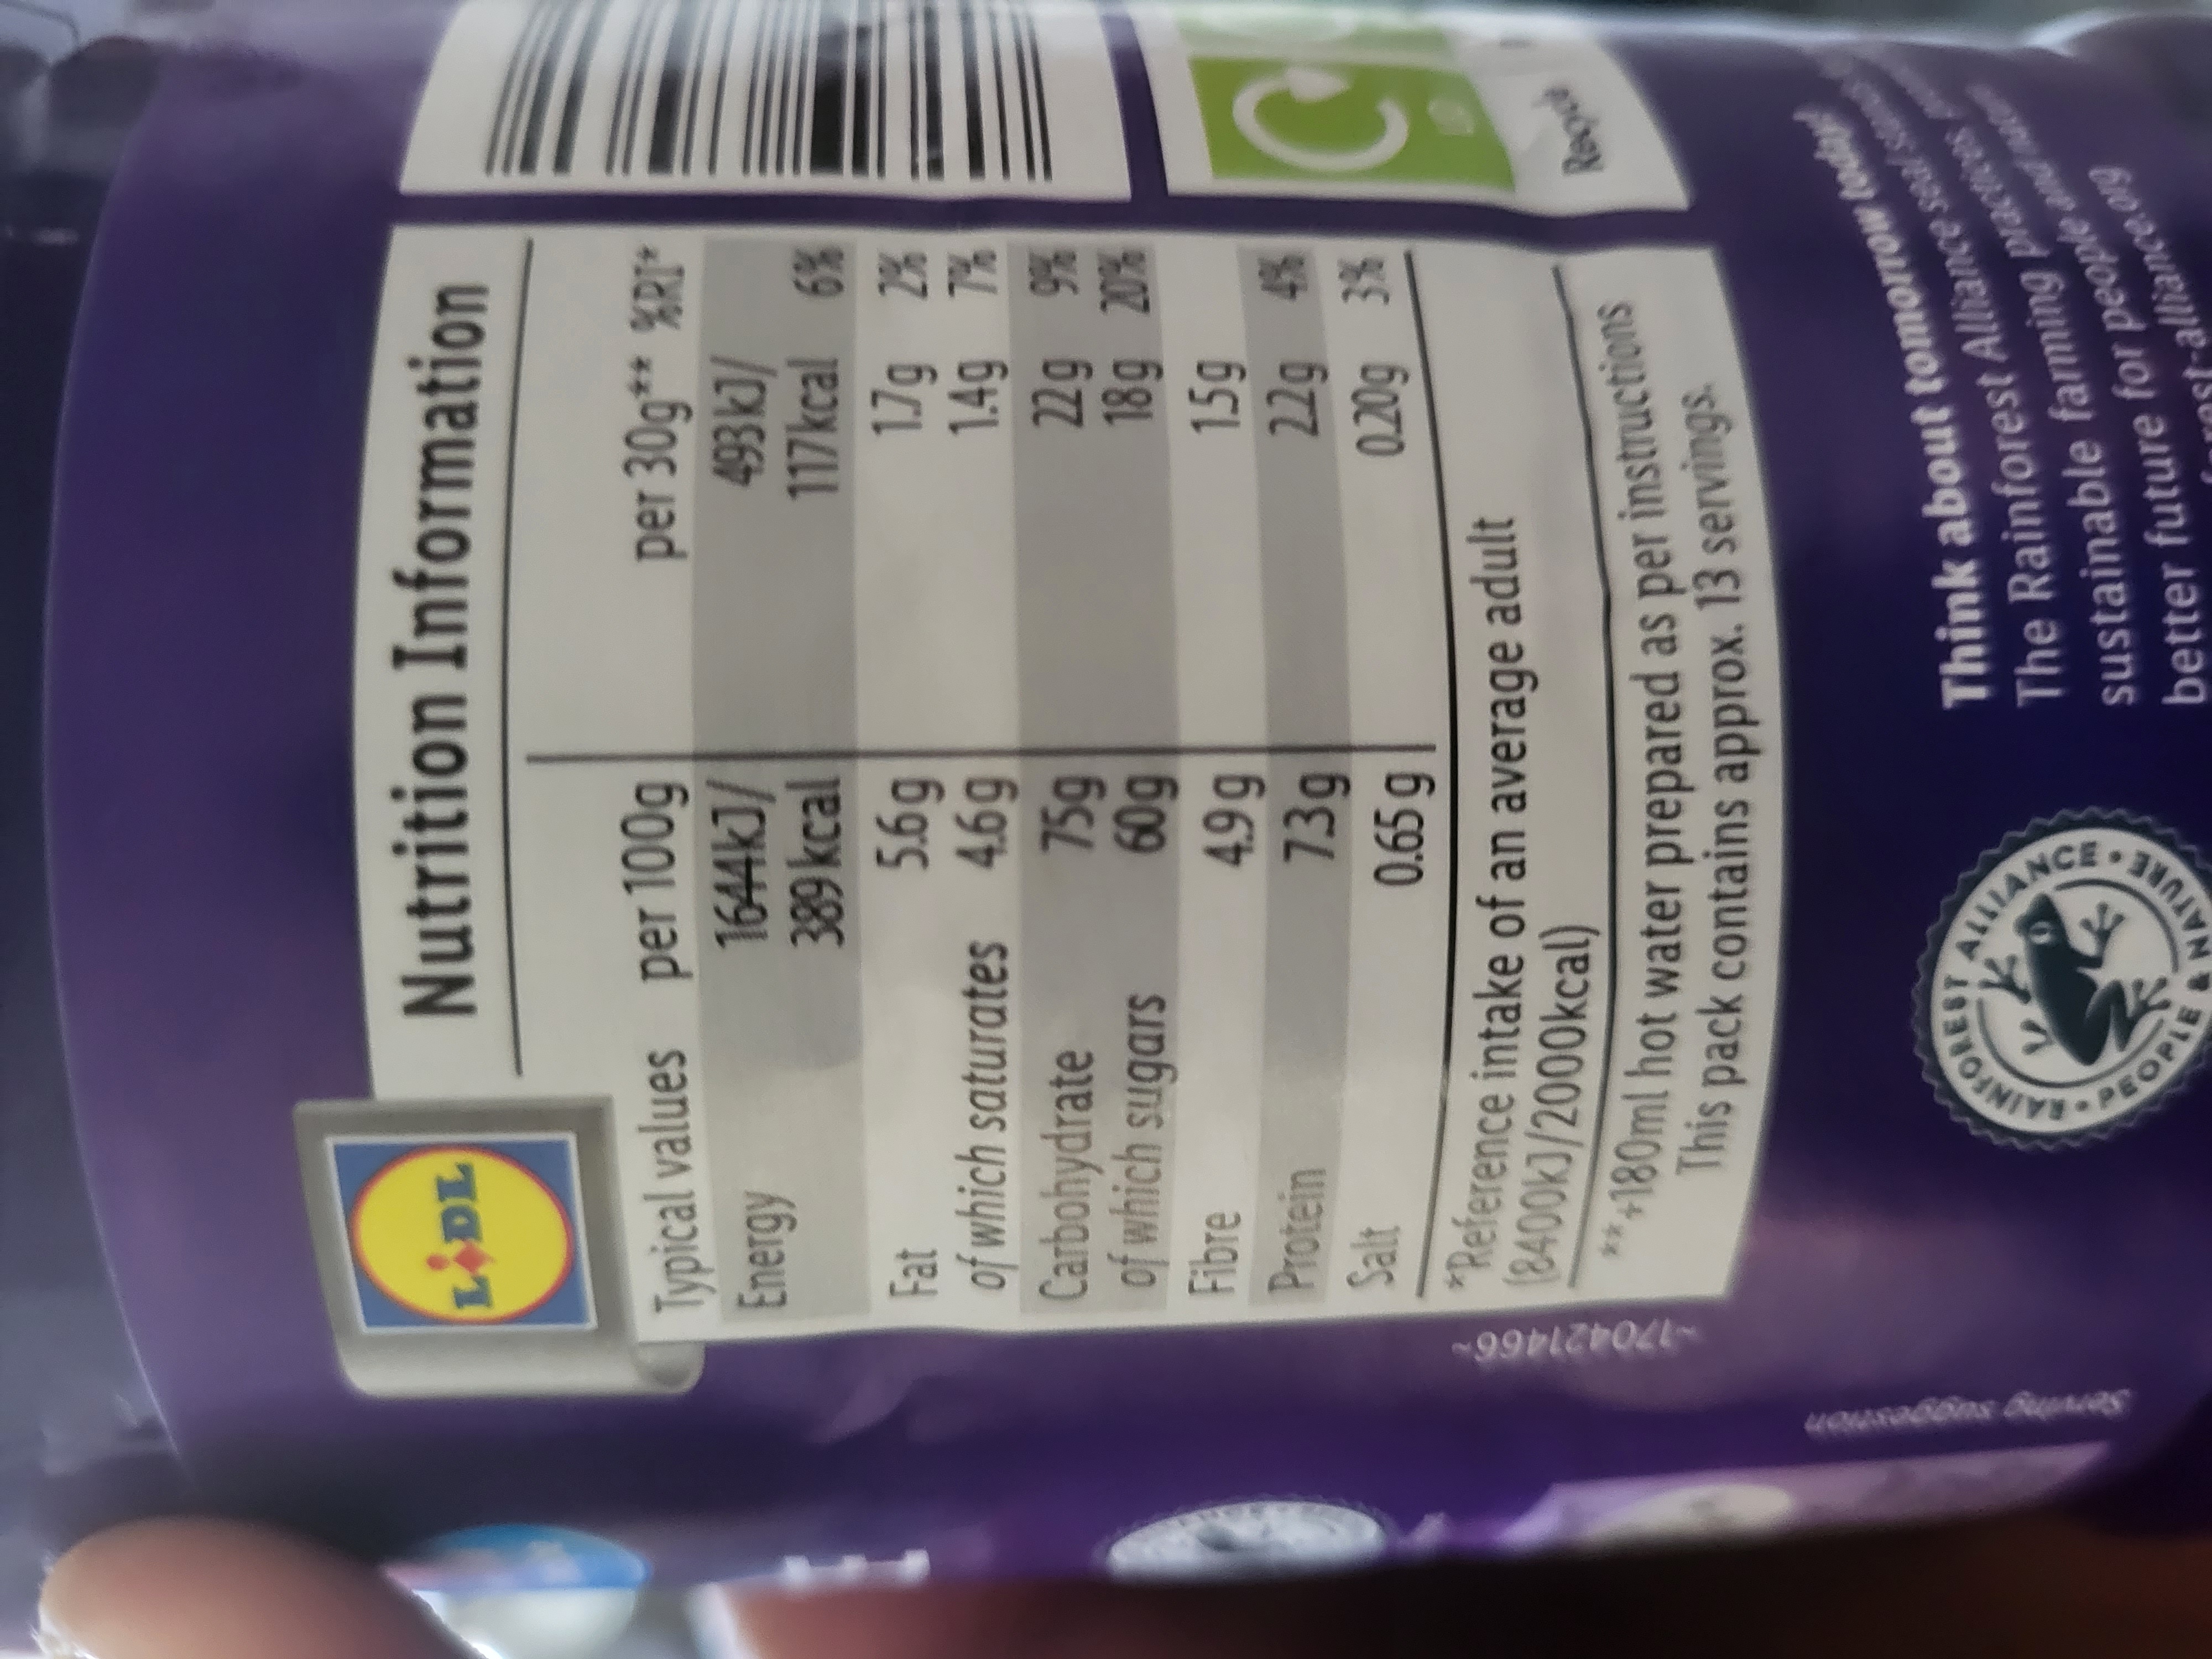 LIDL
Nutrition Information
Typical values per 100g per 30g** %RI*
Energy 1644kJ/ 493kJ/
389kcal 117kcal 6%
Fat 5.6g 1.7g 2%
of which saturates 4.6g 1.4g 7%
Carbohydrate 75g 22g 9%
of which sugars 60g 18g 20%
Fibre 4.9g 1.5g
Protein 7.3g 2.2g 4%
Salt 0.65g 0.20g 3%
*Reference intake of an average adult
(8400kJ/2000kcal)
**+180ml hot water prepared as per instructions
This pack contains approx. 13 servings.
~170421466~
Serving suggestion
Recycle
RAINFOREST ALLIANCE
PEOPLE & NATURE
Think about tomorrow today!
The Rainforest Alliance seal stands
sustainable farming practices,
better future for people and nature